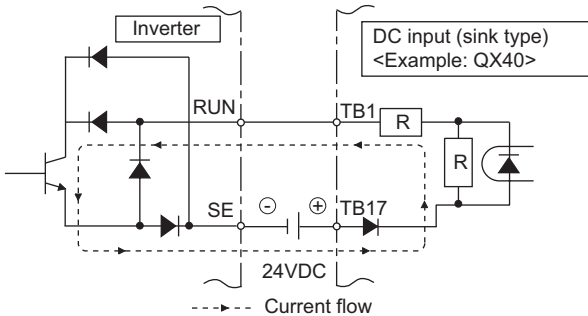 Inverter
DC input (sink type)
<Example: QX40>
RUN
TB1
R
R
SE
⊖
⊕
TB17
24VDC
Current flow